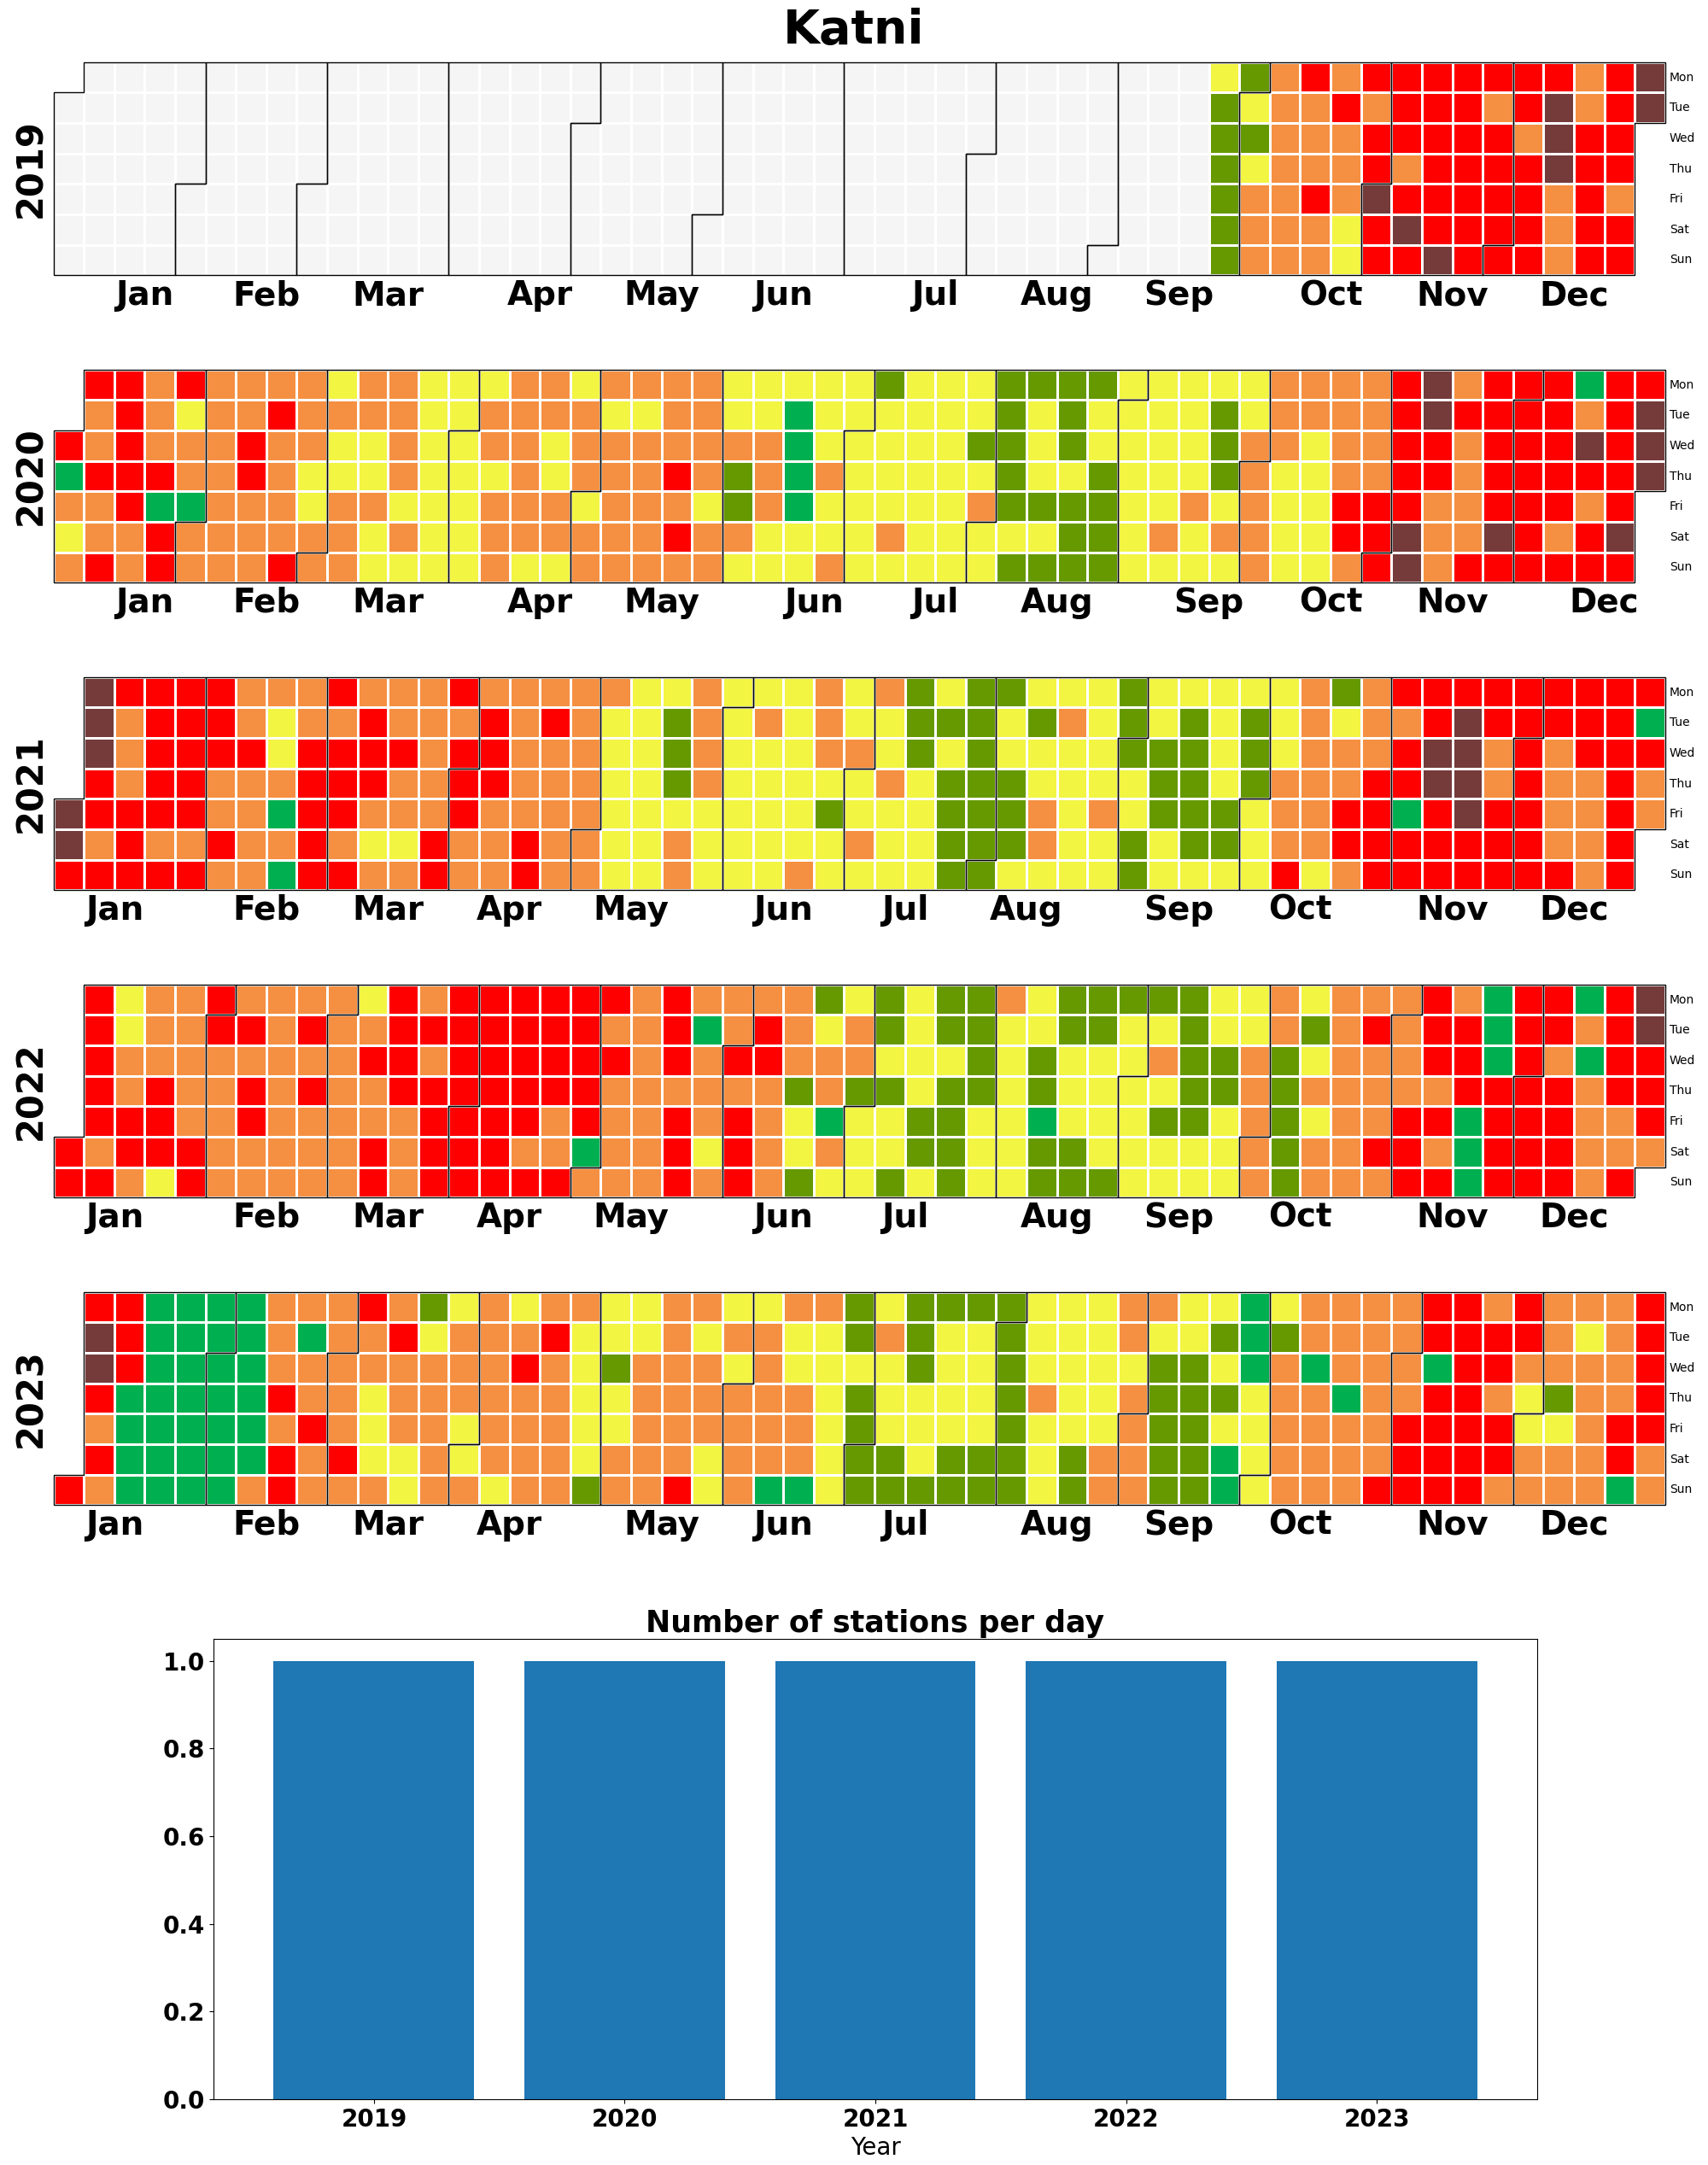 Katni
2019
Mon
Tue
Wed
Thu
Fri
Sat
Sun
Jan Feb Mar Apr May Jun Jul Aug Sep Oct Nov Dec
2020
Mon
Tue
Wed
Thu
Fri
Sat
Sun
Jan Feb Mar Apr May Jun Jul Aug Sep Oct Nov Dec
2021
Mon
Tue
Wed
Thu
Fri
Sat
Sun
Jan Feb Mar Apr May Jun Jul Aug Sep Oct Nov Dec
2022
Mon
Tue
Wed
Thu
Fri
Sat
Sun
Jan Feb Mar Apr May Jun Jul Aug Sep Oct Nov Dec
2023
Mon
Tue
Wed
Thu
Fri
Sat
Sun
Jan Feb Mar Apr May Jun Jul Aug Sep Oct Nov Dec
Number of stations per day
1.0
0.8
0.6
0.4
0.2
0.0
2019 2020 2021 2022 2023
Year